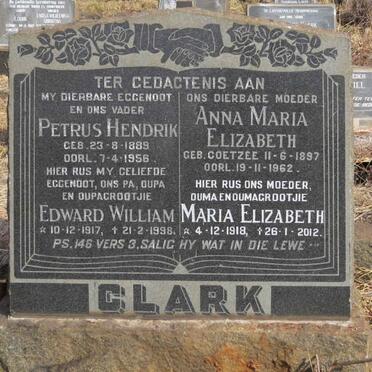 TER GEDACTENIS AAN
MY DIERBARE EGGENOOT
EN ONS VADER
PETRUS HENDRIK
GEB. 23-8-1889
OORL. 7-4-1956.
HIER RUS MY GELIEFDE
EGGENOOT, ONS PA, OUPA
EN OUPAGROOTJIE
EDWARD WILLIAM
☆ 10-12-1917, ✝ 21-2-1998.
ONS DIERBARE MOEDER
ANNA MARIA
ELIZABETH
GEB. COETZEE 11-6-1897
OORL. 19-11-1962.
HIER RUS ONS MOEDER,
OUMA EN OUMAGROOTJIE
MARIA ELIZABETH
☆ 4-12-1918, ✝ 26-1-2012.
PS. 146 VERS 3. SALIG HY WAT IN DIE LEWE
CLARK